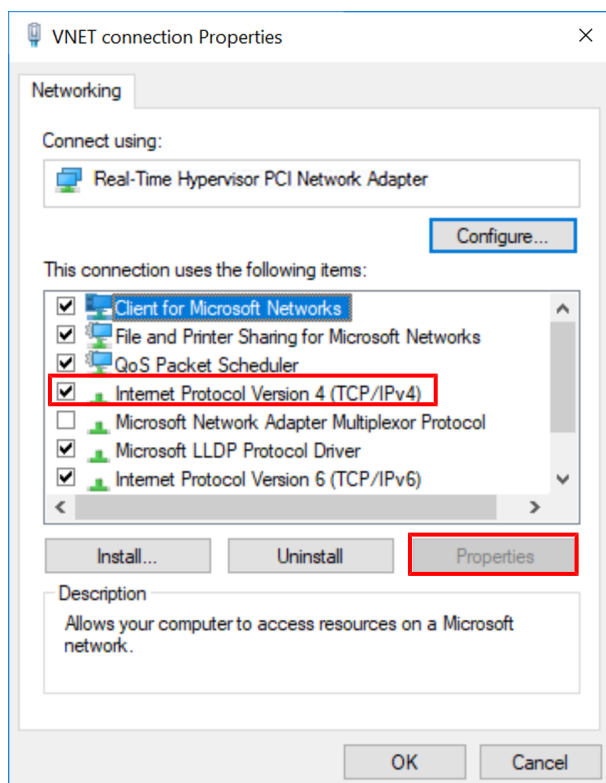 VNET connection Properties
Networking
Connect using:
Real-Time Hypervisor PCI Network Adapter
Configure...
This connection uses the following items:
Client for Microsoft Networks
File and Printer Sharing for Microsoft Networks
QoS Packet Scheduler
Internet Protocol Version 4 (TCP/IPv4)
Microsoft Network Adapter Multiplexor Protocol
Microsoft LLDP Protocol Driver
Internet Protocol Version 6 (TCP/IPv6)
Install... Uninstall Properties
Description
Allows your computer to access resources on a Microsoft
network.
OK Cancel